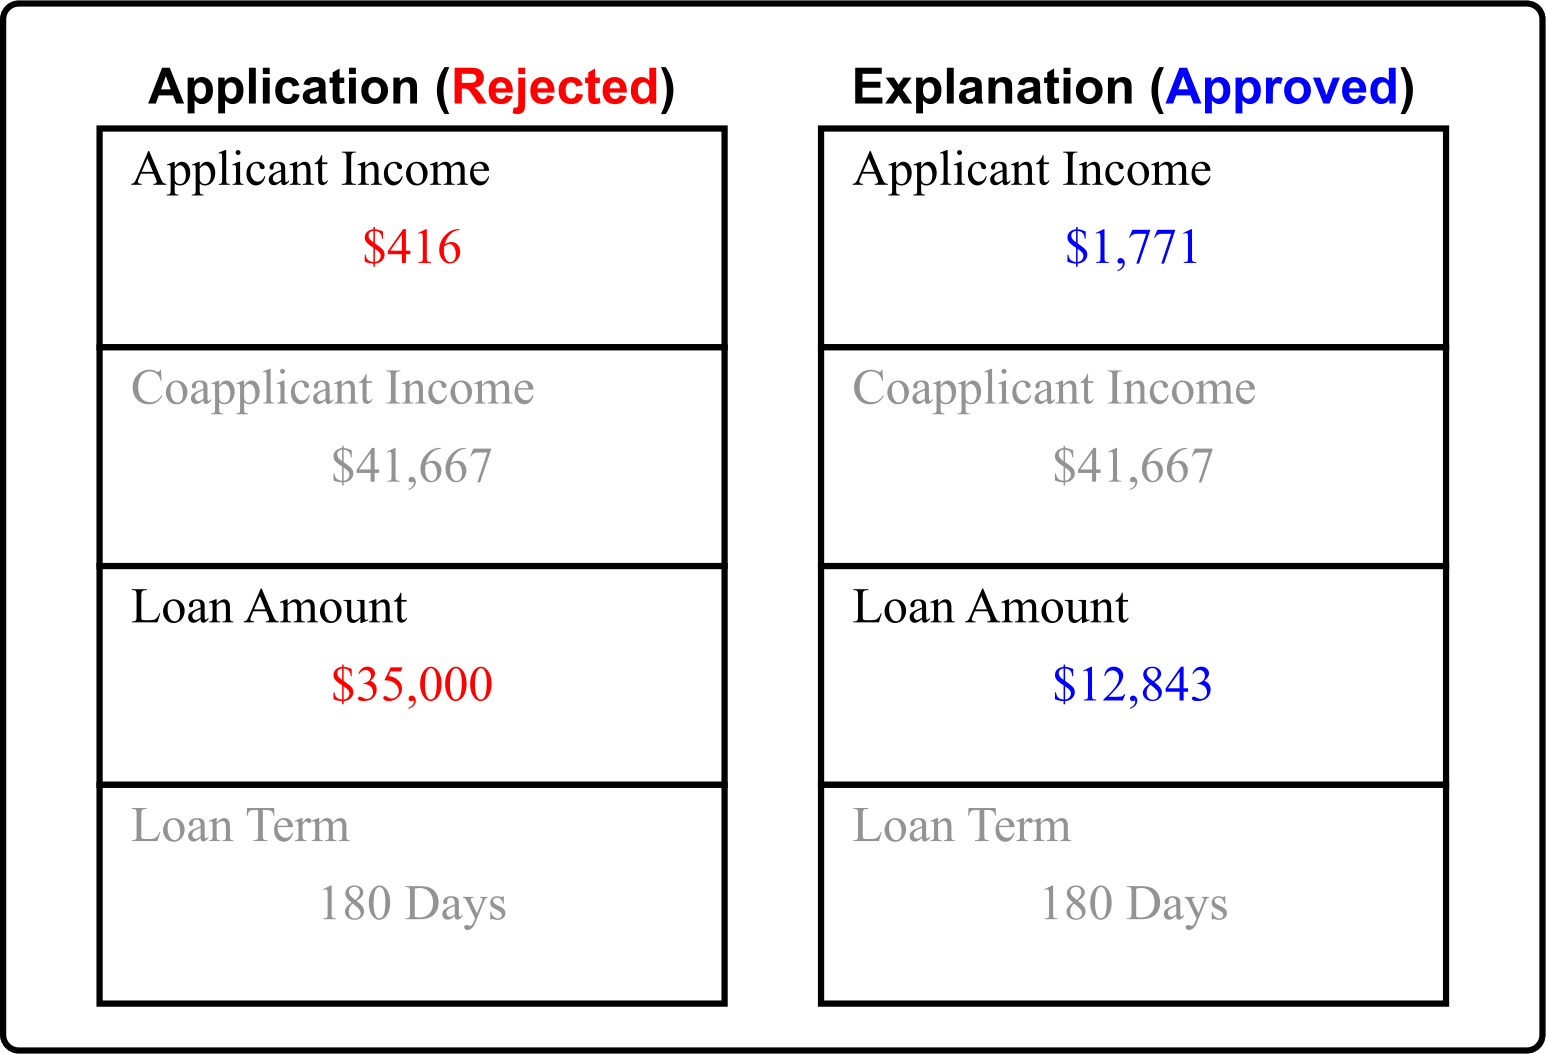 Application (Rejected)
Applicant Income
$416
Coapplicant Income
$41,667
Loan Amount
$35,000
Loan Term
180 Days
Explanation (Approved)
Applicant Income
$1,771
Coapplicant Income
$41,667
Loan Amount
$12,843
Loan Term
180 Days